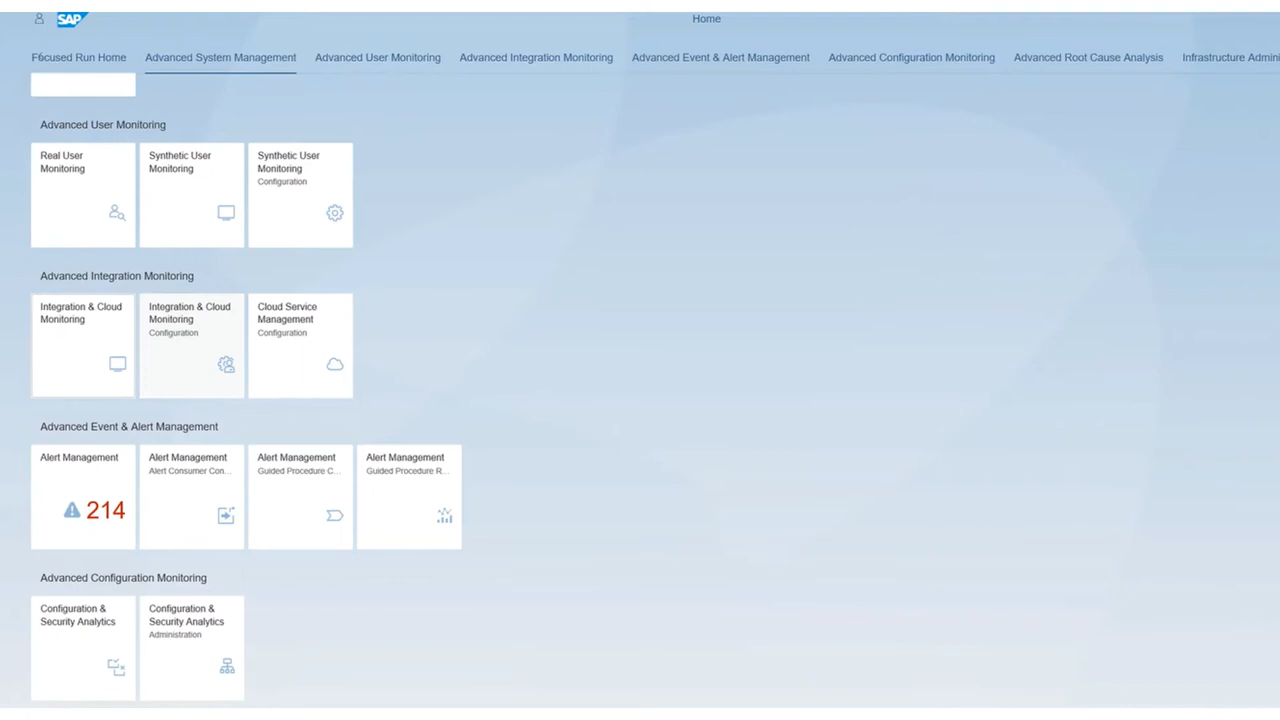 SAP
Home
Focused Run Home Advanced System Management Advanced User Monitoring Advanced Integration Monitoring Advanced Event & Alert Management Advanced Configuration Monitoring Advanced Root Cause Analysis Infrastructure Admini
Advanced User Monitoring
Real User
Monitoring
Synthetic User
Monitoring
Synthetic User
Monitoring
Configuration
Advanced Integration Monitoring
Integration & Cloud
Monitoring
Integration & Cloud
Monitoring
Configuration
Cloud Service
Management
Configuration
Advanced Event & Alert Management
Alert Management
214
Alert Management
Alert Consumer Con...
Alert Management
Guided Procedure C...
Alert Management
Guided Procedure R...
Advanced Configuration Monitoring
Configuration &
Security Analytics
Configuration &
Security Analytics
Administration